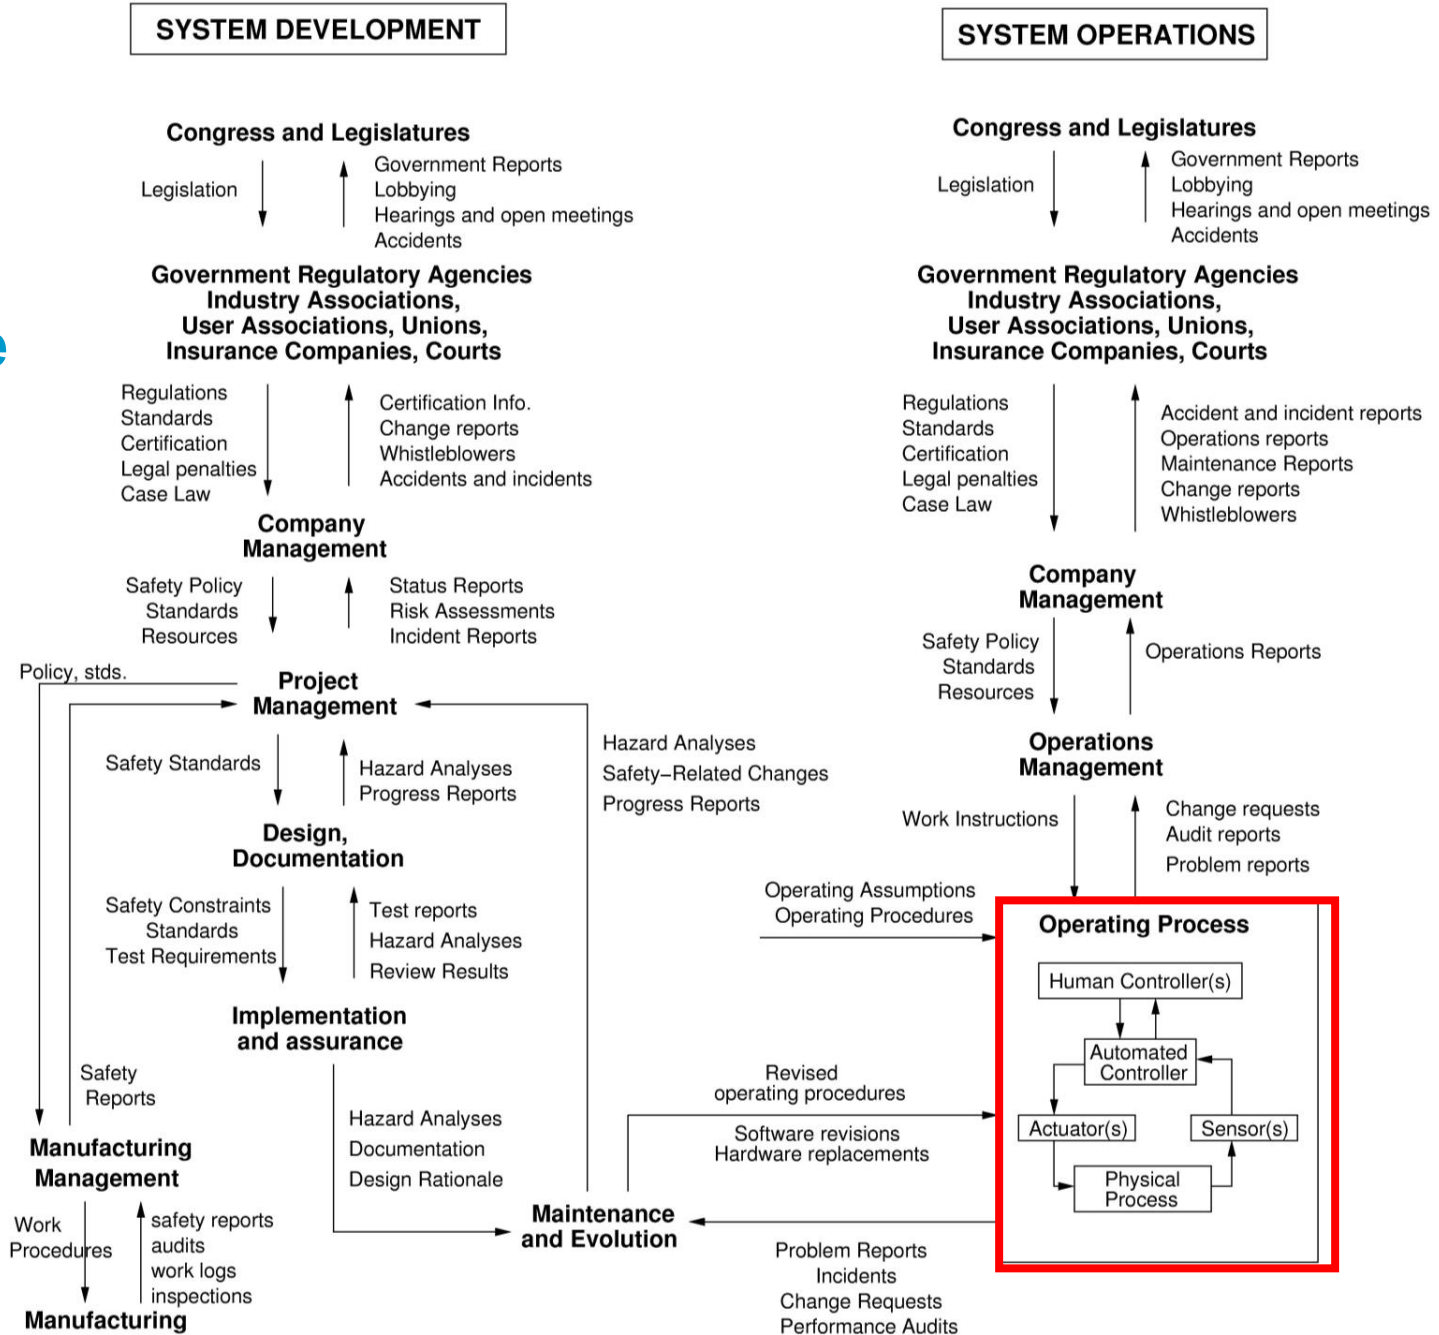 SYSTEM DEVELOPMENT
Congress and Legislatures
Legislation
Government Reports
Lobbying
Hearings and open meetings
Accidents
Government Regulatory Agencies
Industry Associations,
User Associations, Unions,
Insurance Companies, Courts
Regulations
Standards
Certification
Legal penalties
Case Law
Certification Info.
Change reports
Whistleblowers
Accidents and incidents
Company
Management
Safety Policy
Standards
Resources
Status Reports
Risk Assessments
Incident Reports
Policy, stds.
Project
Management
Safety Standards
Hazard Analyses
Progress Reports
Hazard Analyses
Safety–Related Changes
Progress Reports
Design,
Documentation
Safety Constraints
Standards
Test Requirements
Test reports
Hazard Analyses
Review Results
Implementation
and assurance
Safety
Reports
Hazard Analyses
Documentation
Design Rationale
Manufacturing
Management
Work
Procedures
safety reports
audits
work logs
inspections
Manufacturing
Maintenance
and Evolution
Revised
operating procedures
Software revisions
Hardware replacements
Problem Reports
Incidents
Change Requests
Performance Audits
SYSTEM OPERATIONS
Congress and Legislatures
Legislation
Government Reports
Lobbying
Hearings and open meetings
Accidents
Government Regulatory Agencies
Industry Associations,
User Associations, Unions,
Insurance Companies, Courts
Regulations
Standards
Certification
Legal penalties
Case Law
Accident and incident reports
Operations reports
Maintenance Reports
Change reports
Whistleblowers
Company
Management
Safety Policy
Standards
Resources
Operations Reports
Operations
Management
Work Instructions
Change requests
Audit reports
Problem reports
Operating Assumptions
Operating Procedures
Operating Process
Human Controller(s)
Automated
Controller
Actuator(s)
Sensor(s)
Physical
Process
e